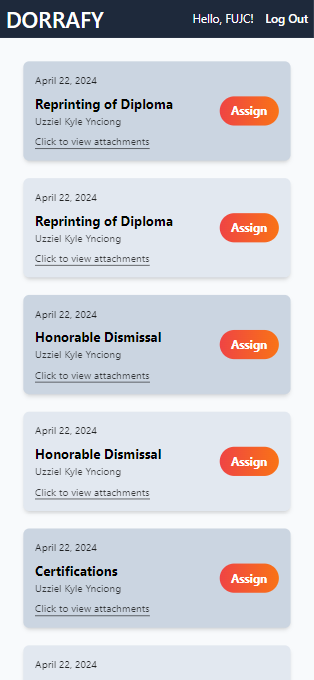 DORRAFY
Hello, FUJC! Log Out
April 22, 2024
Reprinting of Diploma
Uzziel Kyle Ynciong
Click to view attachments
Assign
April 22, 2024
Reprinting of Diploma
Uzziel Kyle Ynciong
Click to view attachments
Assign
April 22, 2024
Honorable Dismissal
Uzziel Kyle Ynciong
Click to view attachments
Assign
April 22, 2024
Honorable Dismissal
Uzziel Kyle Ynciong
Click to view attachments
Assign
April 22, 2024
Certifications
Uzziel Kyle Ynciong
Click to view attachments
Assign
April 22, 2024